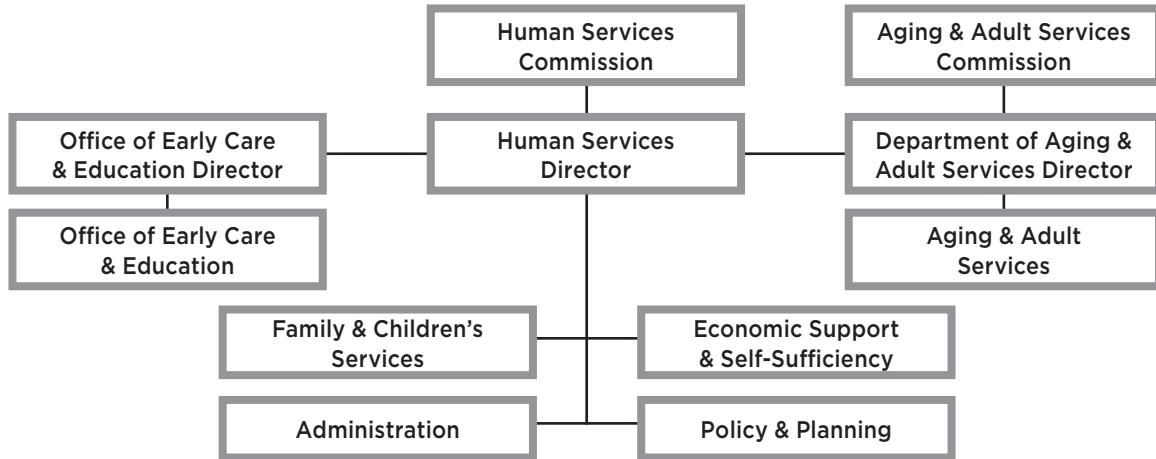 Human Services
Commission
Aging & Adult Services
Commission
Office of Early Care
& Education Director
Human Services
Director
Department of Aging &
Adult Services Director
Office of Early Care
& Education
Aging & Adult
Services
Family & Children's
Services
Economic Support
& Self-Sufficiency
Administration
Policy & Planning